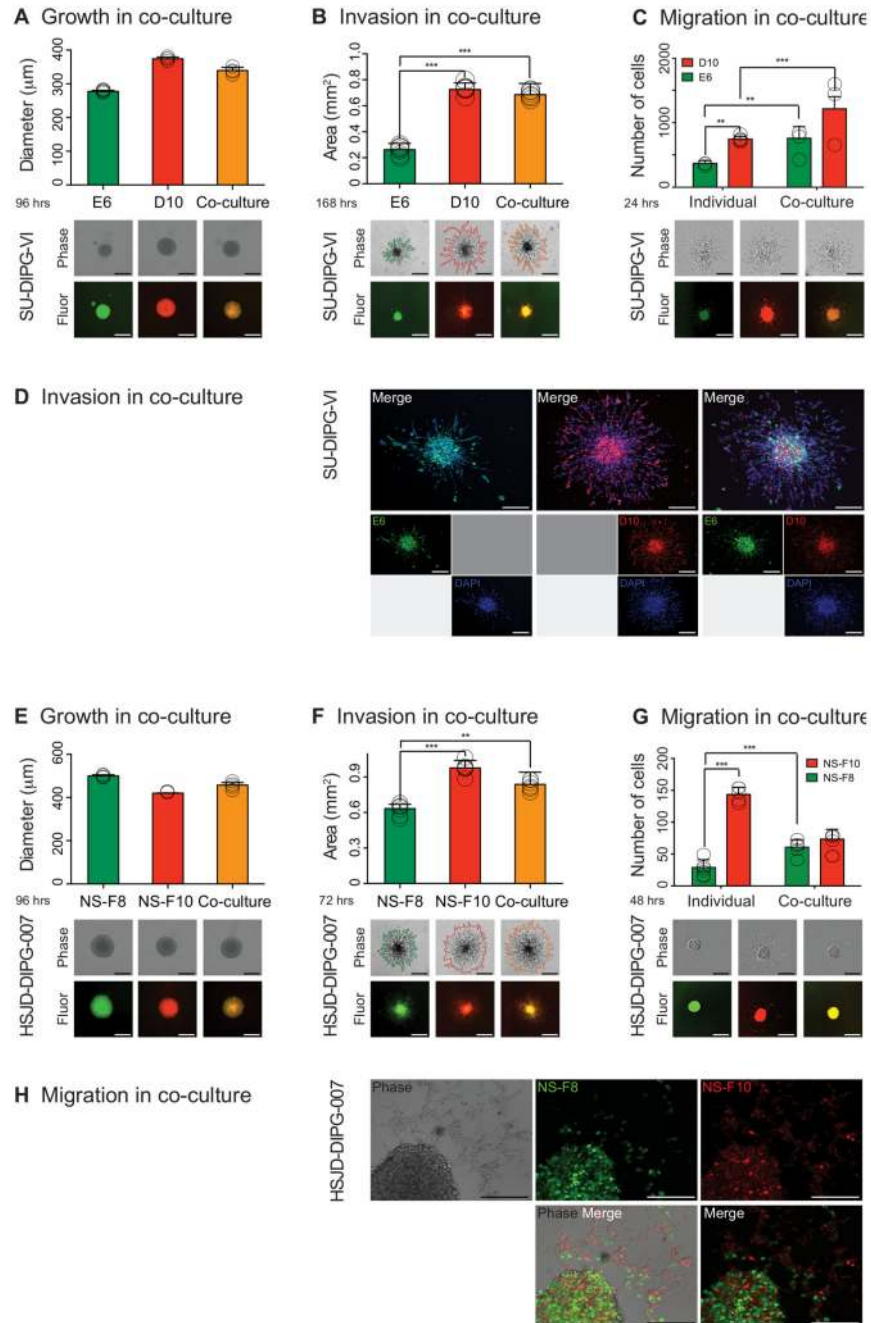 A Growth in co-culture
Diameter (µm)
400
300
200
100
0
96 hrs
E6 D10 Co-culture
SU-DIPG-VI
Phase
Fluor
B Invasion in co-culture
Area (mm²)
1.0
0.8
0.6
0.4
0.2
0
***
***
168 hrs
E6 D10 Co-culture
SU-DIPG-VI
Phase
Fluor
C Migration in co-culture
D10
E6
Number of cells
2000
1000
0
**
**
***
24 hrs
Individual Co-culture
SU-DIPG-VI
Phase
Fluor
D Invasion in co-culture
SU-DIPG-VI
Merge Merge Merge
E6 D10 E6 D10
DAPI DAPI DAPI
E Growth in co-culture
Diameter (µm)
600
400
200
0
96 hrs
NS-F8 NS-F10 Co-culture
HSJD-DIPG-007
Phase
Fluor
F Invasion in co-culture
Area (mm²)
0.9
0.6
0.3
0
***
**
72 hrs
NS-F8 NS-F10 Co-culture
HSJD-DIPG-007
Phase
Fluor
G Migration in co-culture
NS-F10
NS-F8
Number of cells
200
150
100
50
0
***
***
48 hrs
Individual Co-culture
HSJD-DIPG-007
Phase
Fluor
H Migration in co-culture
HSJD-DIPG-007
Phase NS-F8 NS-F10
Phase Merge Merge